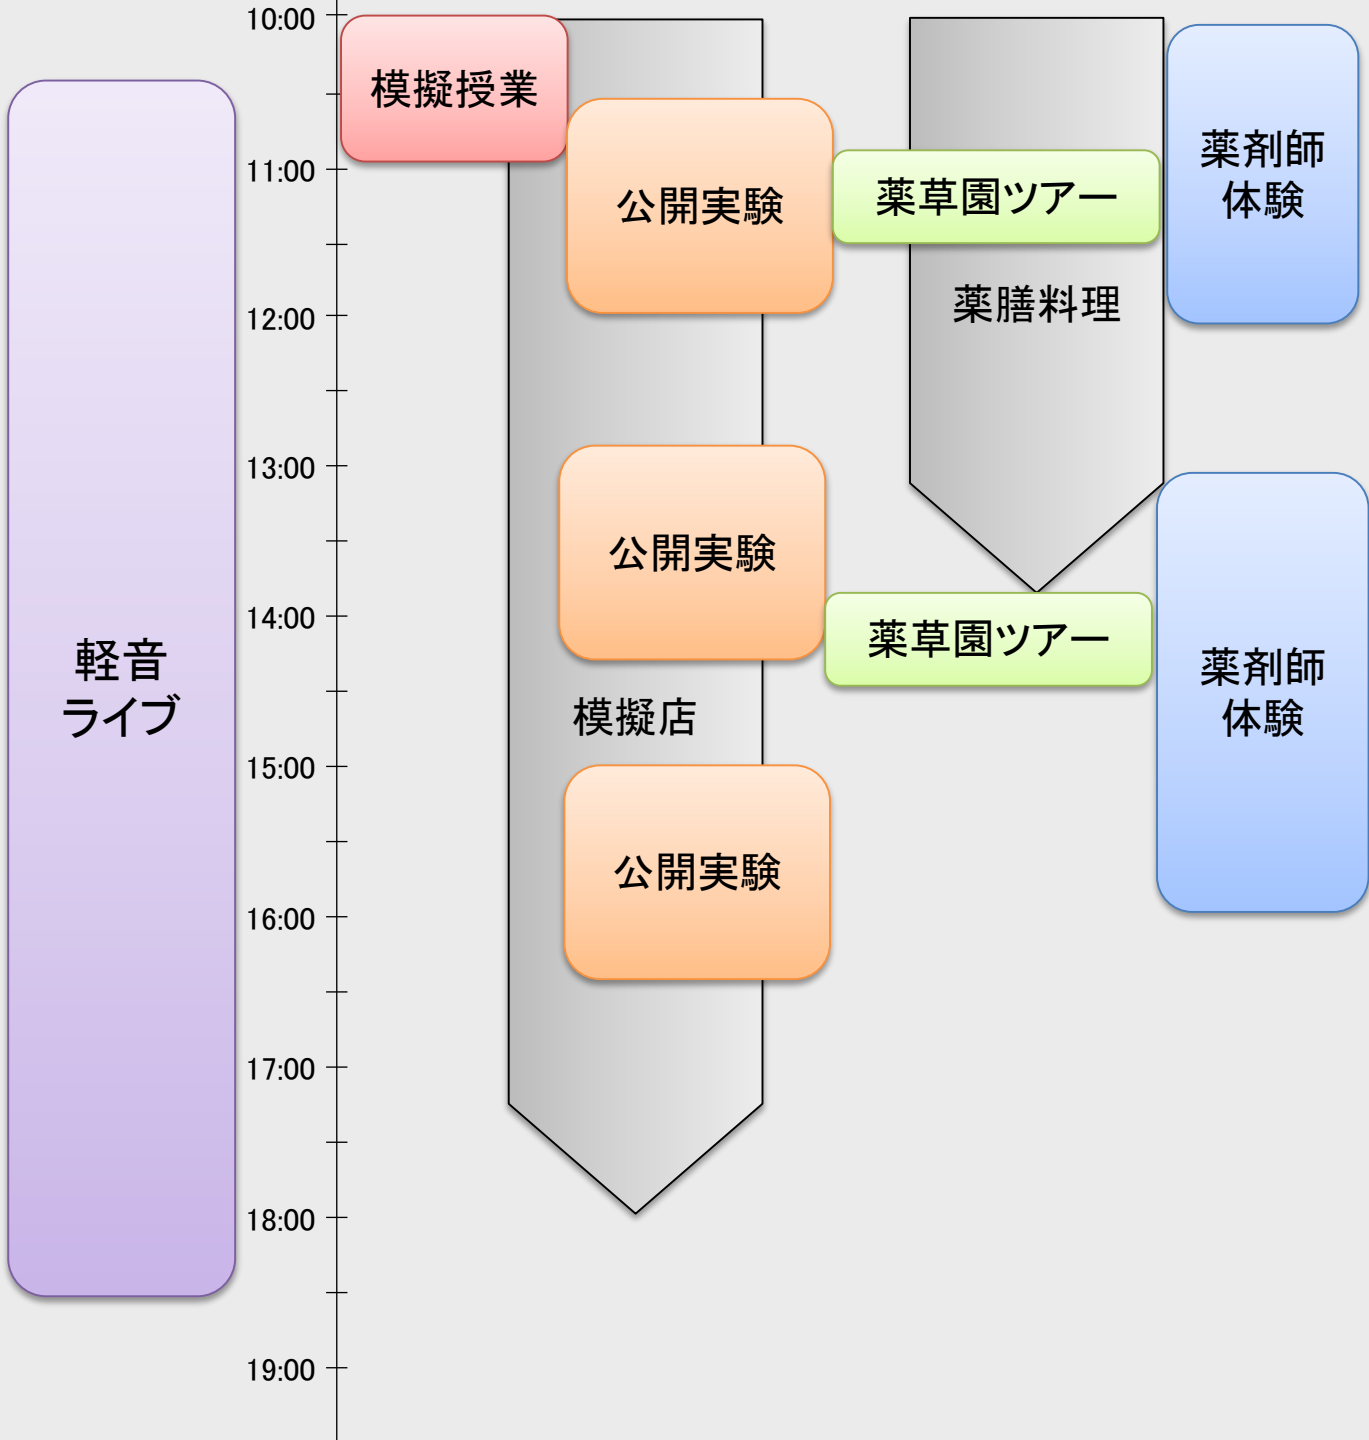 10:00
模擬授業
薬剤師
体験
11:00
公開実験
薬草園ツアー
薬膳料理
12:00
13:00
公開実験
14:00
薬草園ツアー
軽音
ライブ
薬剤師
体験
模擬店
15:00
公開実験
16:00
17:00
18:00
19:00